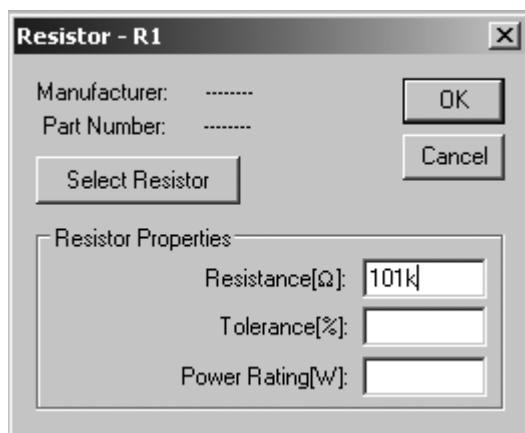 Resistor - R1
Manufacturer: --------
Part Number: --------
OK
Cancel
Select Resistor
Resistor Properties
Resistance[Ω]: 101k
Tolerance[%]:
Power Rating[W]: